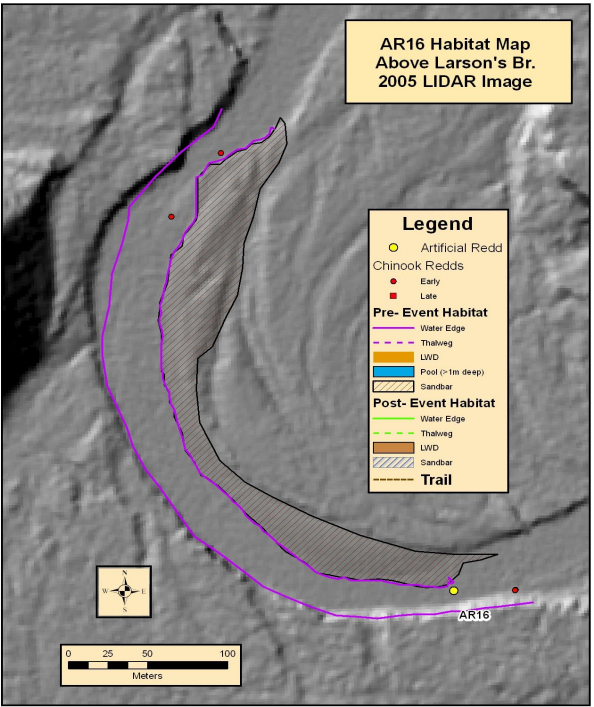 AR16 Habitat Map
Above Larson's Br.
2005 LIDAR Image
Legend
Artificial Redd
Chinook Redds
Early
Late
Pre- Event Habitat
Water Edge
Thalweg
LWD
Pool (>1m deep)
Sandbar
Post- Event Habitat
Water Edge
Thalweg
LWD
Sandbar
Trail
N
W E
S
AR16
0 25 50 100
Meters